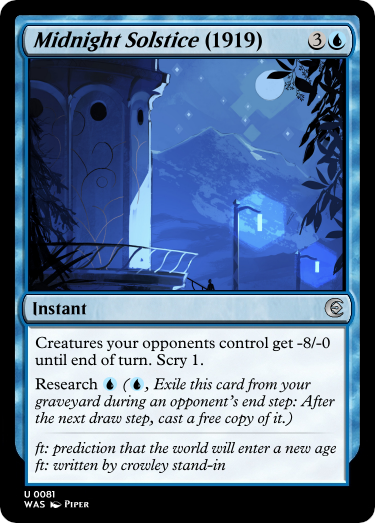 Midnight Solstice (1919) 3
Instant
Creatures your opponents control get -8/-0
until end of turn. Scry 1.
Research (, Exile this card from your
graveyard during an opponent's end step: After
the next draw step, cast a free copy of it.)
ft: prediction that the world will enter a new age
ft: written by crowley stand-in
U 0081
WAS PIPER